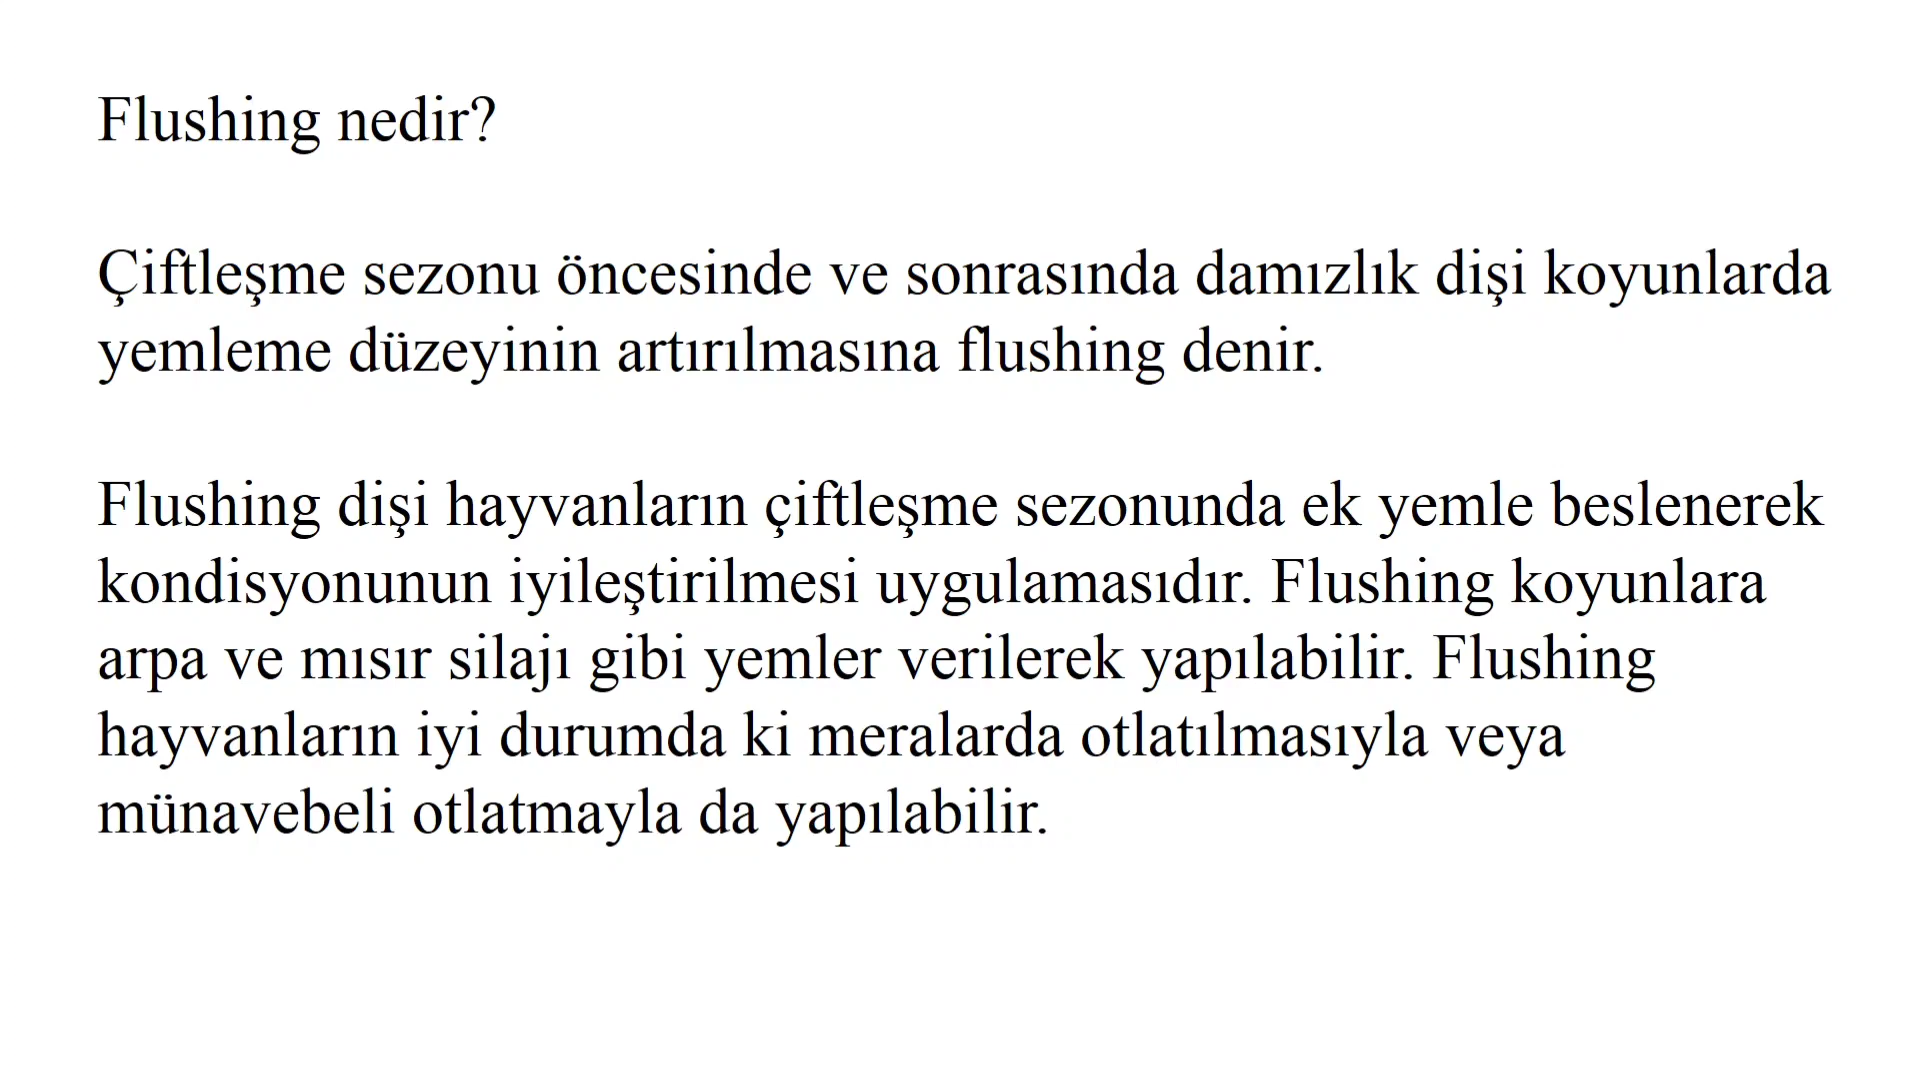 Flushing nedir?
Çiftleşme sezonu öncesinde ve sonrasında damızlık dişi koyunlarda
yemleme düzeyinin artırılmasına flushing denir.
Flushing dişi hayvanların çiftleşme sezonunda ek yemle beslenerek
kondisyonunun iyileştirilmesi uygulamasıdır. Flushing koyunlara
arpa ve mısır silajı gibi yemler verilerek yapılabilir. Flushing
hayvanların iyi durumda ki meralarda otlatılmasıyla veya
münavebeli otlatmayla da yapılabilir.